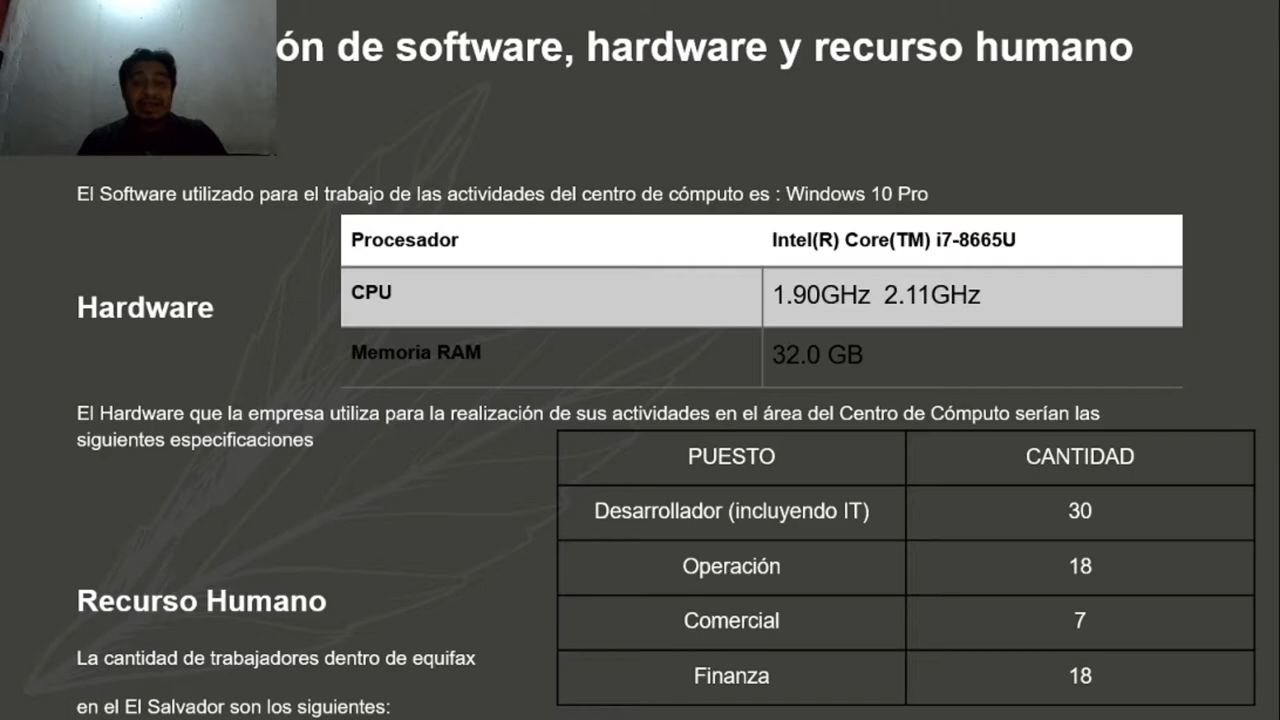 ón de software, hardware y recurso humano
El Software utilizado para el trabajo de las actividades del centro de cómputo es : Windows 10 Pro
Procesador Intel(R) Core(TM) i7-8665U
CPU 1.90GHz 2.11GHz
Hardware
Memoria RAM 32.0 GB
El Hardware que la empresa utiliza para la realización de sus actividades en el área del Centro de Cómputo serían las
siguientes especificaciones
PUESTO CANTIDAD
Desarrollador (incluyendo IT) 30
Operación 18
Comercial 7
Finanza 18
Recurso Humano
La cantidad de trabajadores dentro de equifax
en el El Salvador son los siguientes: